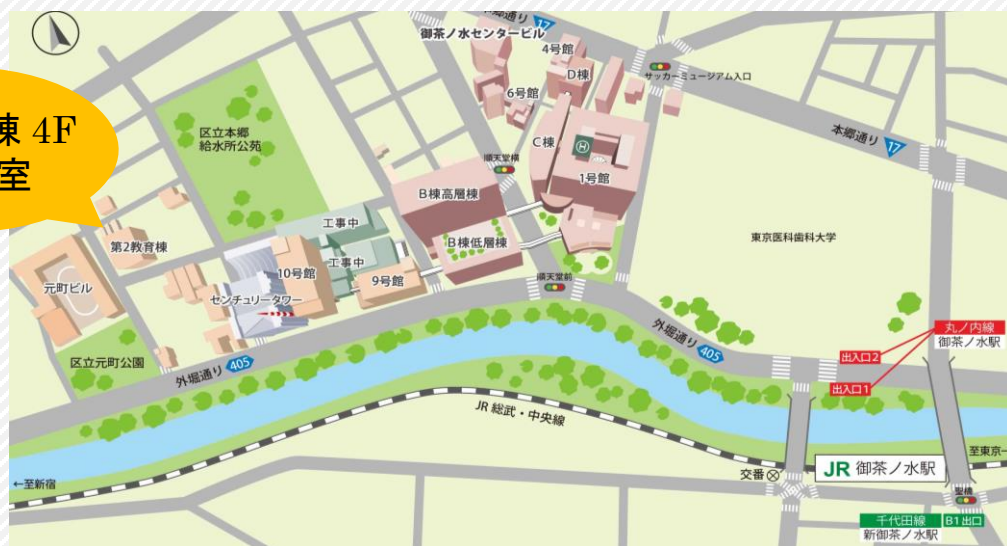 本郷通り 17
御茶ノ水センタービル
4号館
D棟
サッカーミュージアム入口
6号館
棟 4F
室
区立本郷
給水所公苑
C棟
本郷通り 17
順天堂横
1号館
B棟高層棟
工事中
第2教育棟
B棟低層棟
東京医科歯科大学
工事中
10号館
9号館
順天堂前
元町ビル
センチュリータワー
丸ノ内線
御茶ノ水駅
外堀通り 405
出入口2
区立元町公園
外堀通り 405
出入口1
JR 総武・中央線
至東京→
JR 御茶ノ水駅
交番
←至新宿
聖橋
千代田線 B1 出口
新御茶ノ水駅